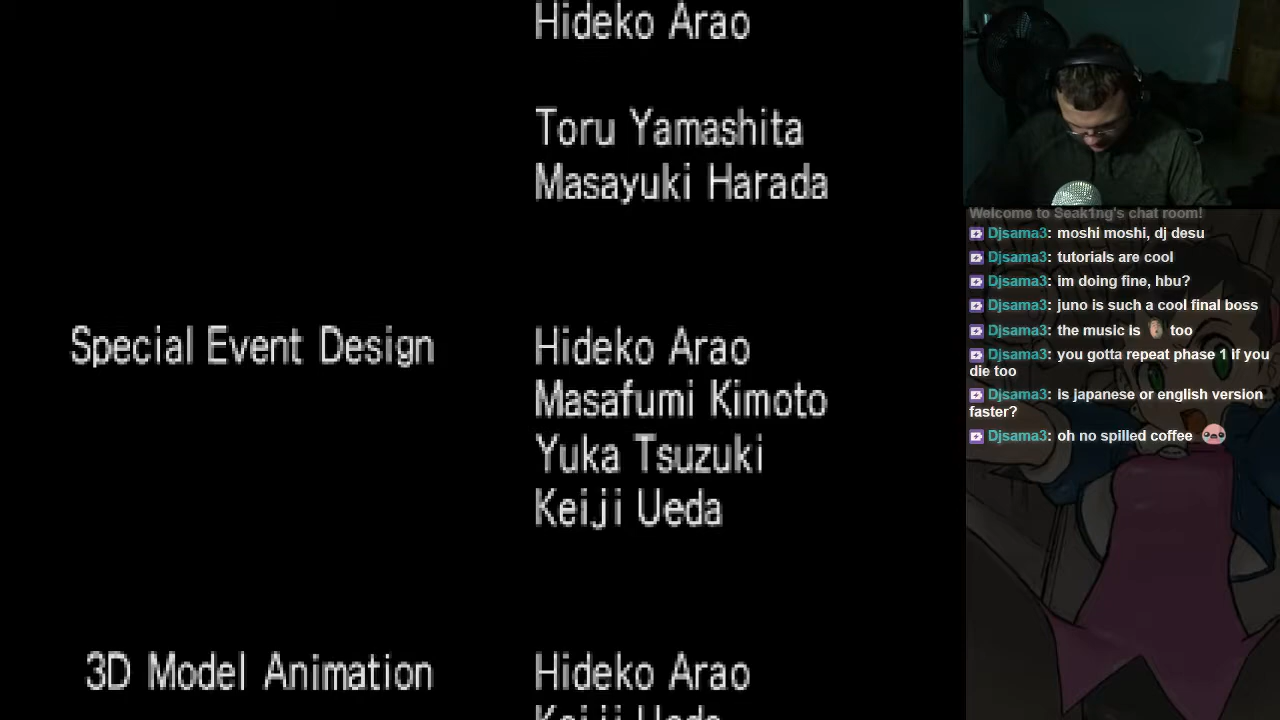 Hideko Arao
Toru Yamashita
Masayuki Harada
Special Event Design
Hideko Arao
Masafumi Kimoto
Yuka Tsuzuki
Keiji Ueda
3D Model Animation
Hideko Arao
Keiji Ueda
Welcome to Seak1ng's chat room!
Djsama3: moshi moshi, dj desu
Djsama3: tutorials are cool
Djsama3: im doing fine, hbu?
Djsama3: juno is such a cool final boss
Djsama3: the music is too
Djsama3: you gotta repeat phase 1 if you
die too
Djsama3: is japanese or english version
faster?
Djsama3: oh no spilled coffee